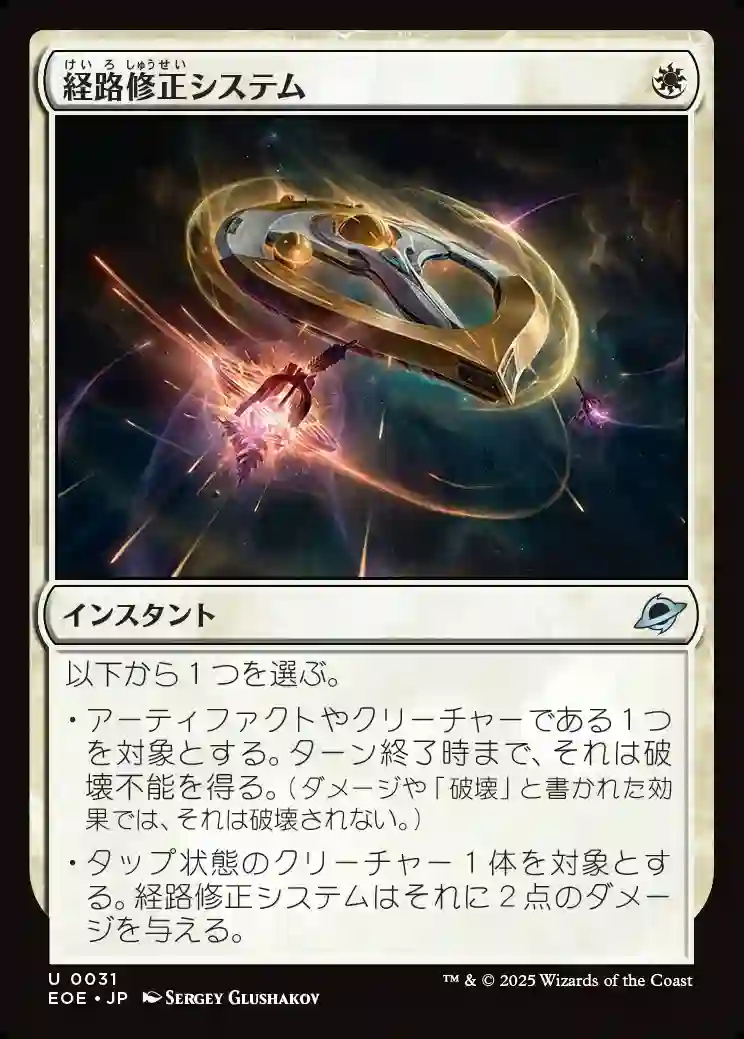 けいろしゅうせい
経路修正システム
インスタント
以下から1つを選ぶ。
・アーティファクトやクリーチャーである1つ
を対象とする。ターン終了時まで、それは破
壊不能を得る。（ダメージや「破壊」と書かれた効
果では、それは破壊されない。）
・タップ状態のクリーチャー1体を対象とす
る。経路修正システムはそれに2点のダメー
ジを与える。
U 0031
EOE・JP Sergey Glushakov
™ & © 2025 Wizards of the Coast